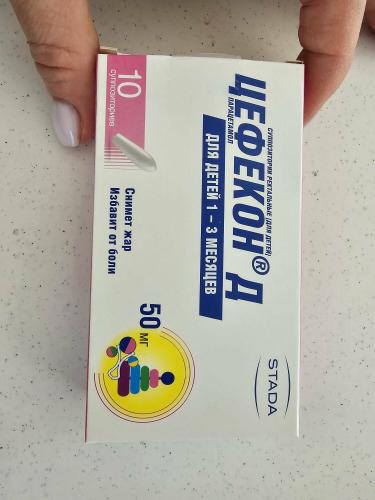 СУППОЗИТОРИИ РЕКТАЛЬНЫЕ (ДЛЯ ДЕТЕЙ)
ЦЕФЕКОН® Д
ПАРАЦЕТАМОЛ
ДЛЯ ДЕТЕЙ 1 – 3 МЕСЯЦЕВ
10
суппозиториев
Снимет жар
Избавит от боли
50 мг
STADA